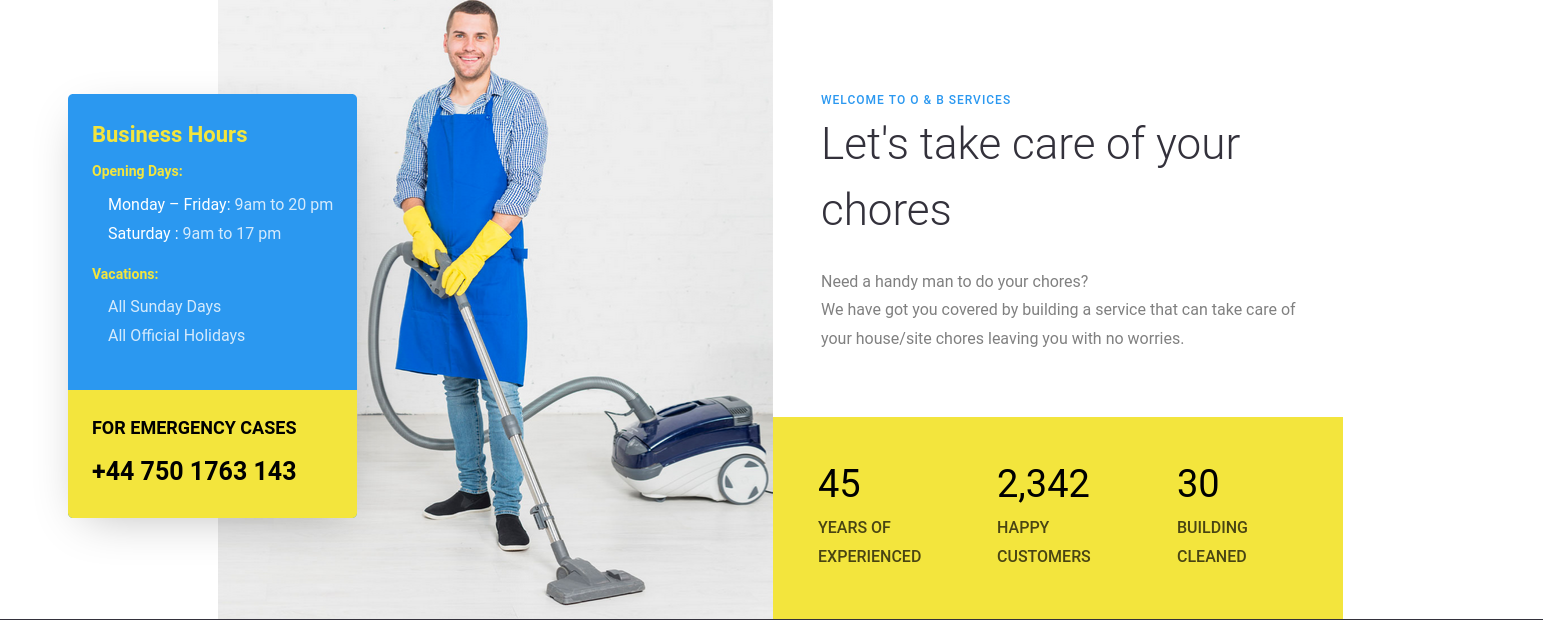 Business Hours
Opening Days:
Monday – Friday: 9am to 20 pm
Saturday : 9am to 17 pm
Vacations:
All Sunday Days
All Official Holidays
FOR EMERGENCY CASES
+44 750 1763 143
WELCOME TO O & B SERVICES
Let's take care of your
chores
Need a handy man to do your chores?
We have got you covered by building a service that can take care of
your house/site chores leaving you with no worries.
45
YEARS OF
EXPERIENCED
2,342
HAPPY
CUSTOMERS
30
BUILDING
CLEANED